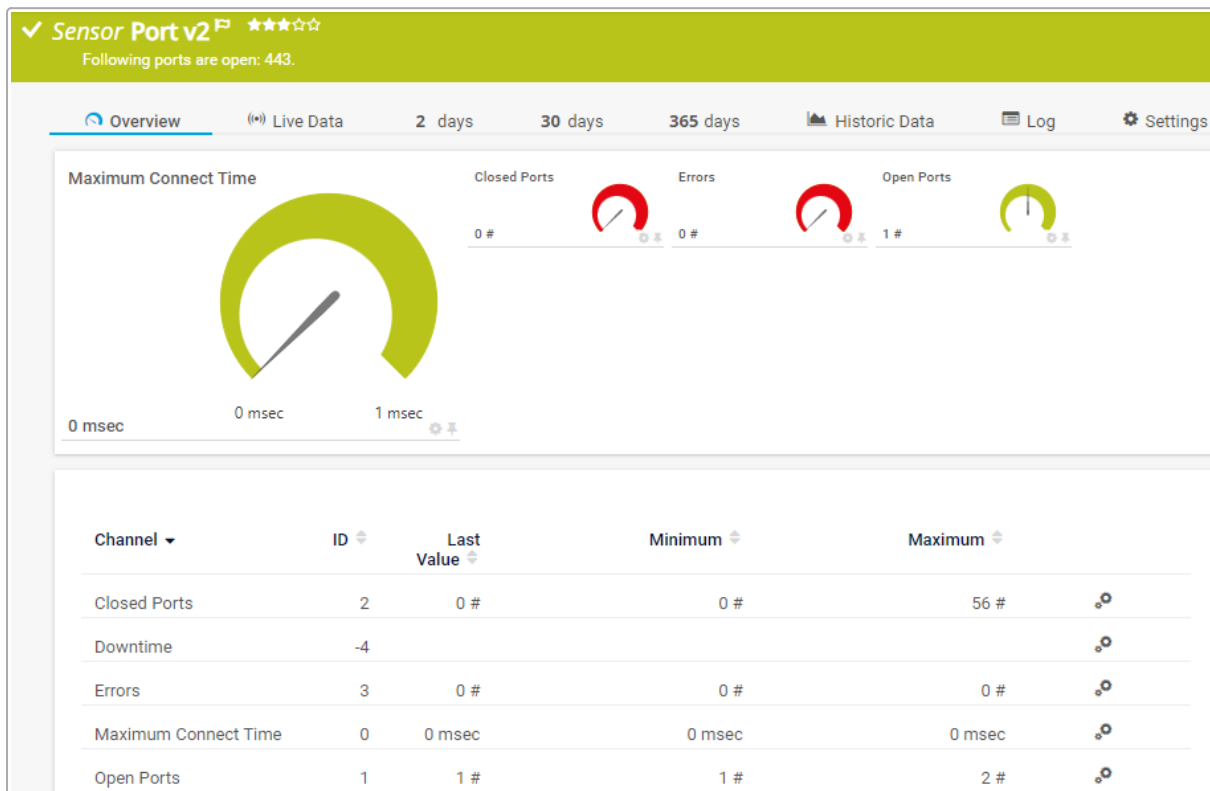 Sensor Port v2
Following ports are open: 443.
Overview Live Data 2 days 30 days 365 days Historic Data Log Settings
Maximum Connect Time
0 msec 1 msec
0 msec
Closed Ports
0 #
Errors
0 #
Open Ports
1 #
Channel ID Last Value Minimum Maximum
Closed Ports 2 0 # 0 # 56 #
Downtime -4
Errors 3 0 # 0 # 0 #
Maximum Connect Time 0 0 msec 0 msec 0 msec
Open Ports 1 1 # 1 # 2 #